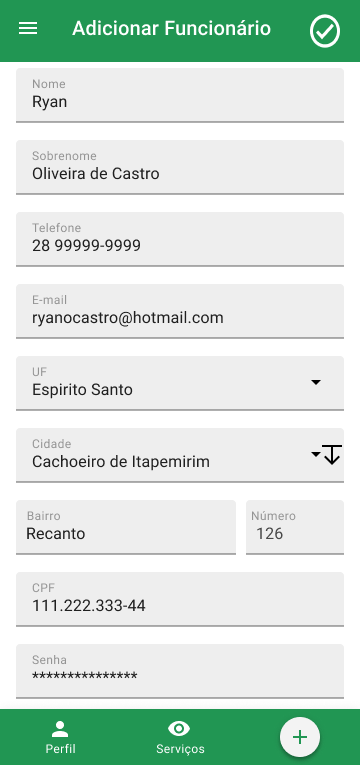 Adicionar Funcionário
Nome
Ryan
Sobrenome
Oliveira de Castro
Telefone
28 99999-9999
E-mail
ryanocastro@hotmail.com
UF
Espirito Santo
Cidade
Cachoeiro de Itapemirim
Bairro
Número
Recanto
126
CPF
111.222.333-44
Senha
***************
Perfil
Serviços